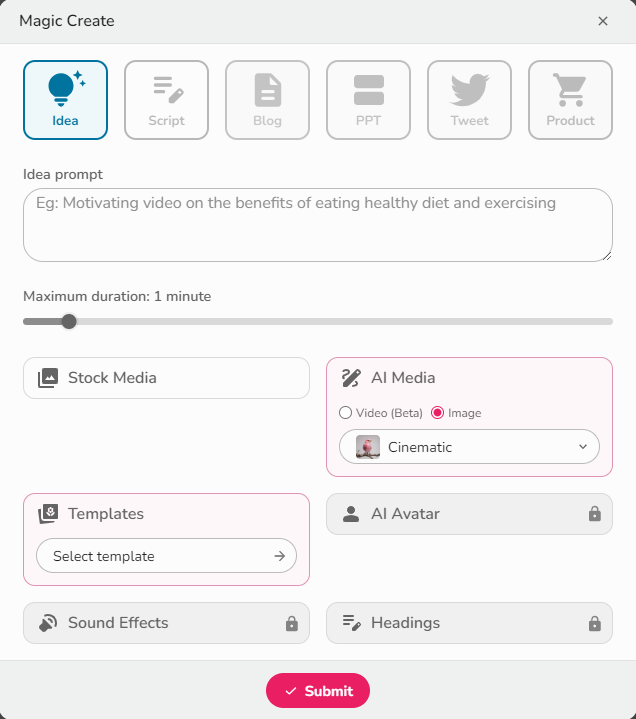 Magic Create
Idea
Script
Blog
PPT
Tweet
Product
Idea prompt
Eg: Motivating video on the benefits of eating healthy diet and exercising
Maximum duration: 1 minute
Stock Media
AI Media
Video (Beta) Image
Cinematic
Templates
Select template
AI Avatar
Sound Effects
Headings
Submit